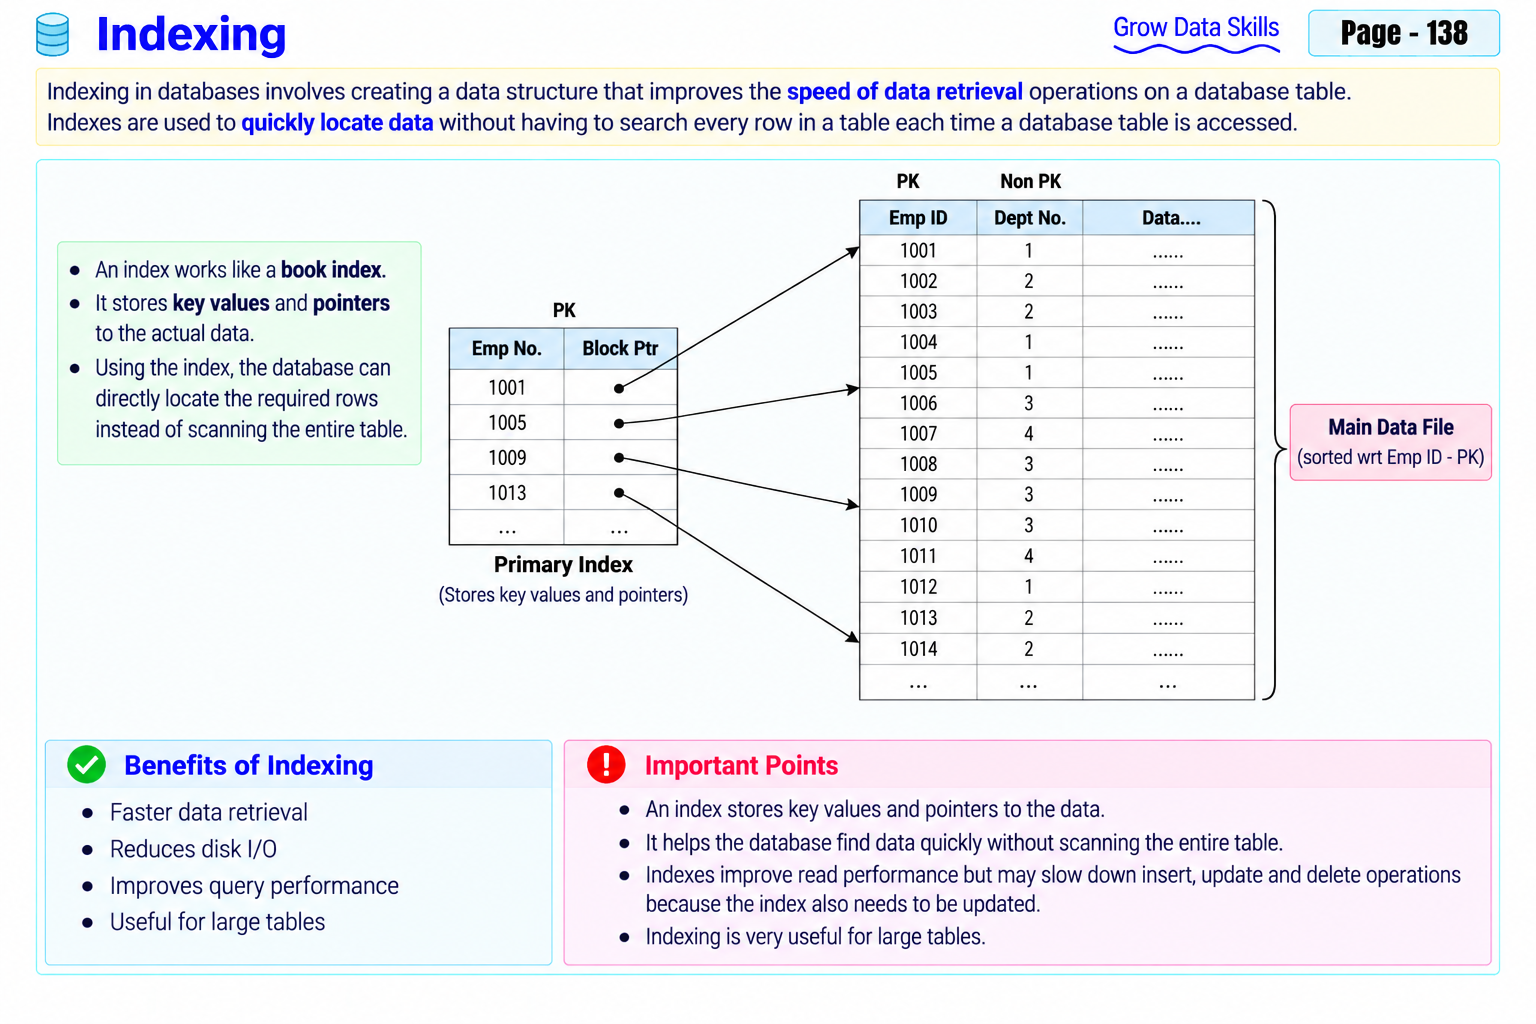 Indexing
Grow Data Skills
Page - 138
Indexing in databases involves creating a data structure that improves the speed of data retrieval operations on a database table.
Indexes are used to quickly locate data without having to search every row in a table each time a database table is accessed.
● An index works like a book index.
● It stores key values and pointers
to the actual data.
● Using the index, the database can
directly locate the required rows
instead of scanning the entire table.
PK
Emp No. Block Ptr
1001
1005
1009
1013
... ...
Primary Index
(Stores key values and pointers)
PK Non PK
Emp ID Dept No. Data....
1001 1 ......
1002 2 ......
1003 2 ......
1004 1 ......
1005 1 ......
1006 3 ......
1007 4 ......
1008 3 ......
1009 3 ......
1010 3 ......
1011 4 ......
1012 1 ......
1013 2 ......
1014 2 ......
... ... ...
Main Data File
(sorted wrt Emp ID - PK)
Benefits of Indexing
● Faster data retrieval
● Reduces disk I/O
● Improves query performance
● Useful for large tables
! Important Points
● An index stores key values and pointers to the data.
● It helps the database find data quickly without scanning the entire table.
● Indexes improve read performance but may slow down insert, update and delete operations
because the index also needs to be updated.
● Indexing is very useful for large tables.